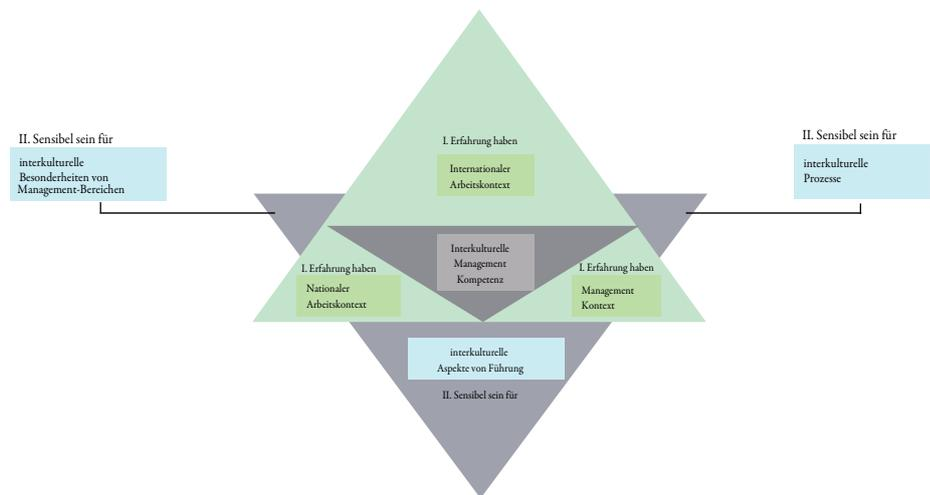 I. Erfahrung haben
Internationaler
Arbeitskontext
II. Sensibel sein für
interkulturelle
Besonderheiten von
Management-Bereichen
II. Sensibel sein für
interkulturelle
Prozesse
Interkulturelle
Management
Kompetenz
I. Erfahrung haben
Nationaler
Arbeitskontext
I. Erfahrung haben
Management
Kontext
interkulturelle
Aspekte von Führung
II. Sensibel sein für